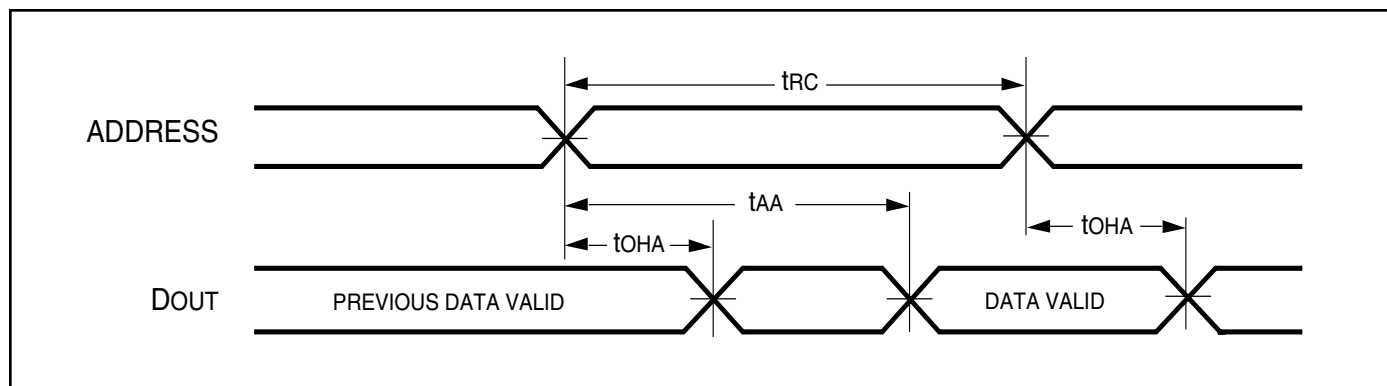 tRC
ADDRESS
tAA
tOHA
tOHA
DOUT
PREVIOUS DATA VALID
DATA VALID